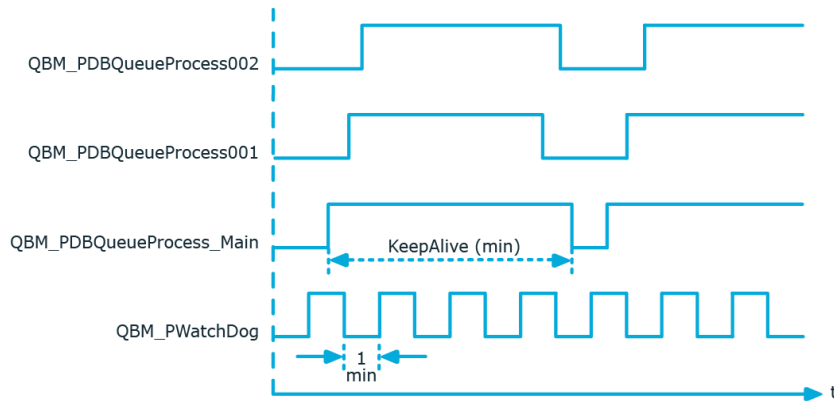 QBM_PDBQueueProcess002
QBM_PDBQueueProcess001
QBM_PDBQueueProcess_Main
KeepAlive (min)
QBM_PWatchDog
1
min
t